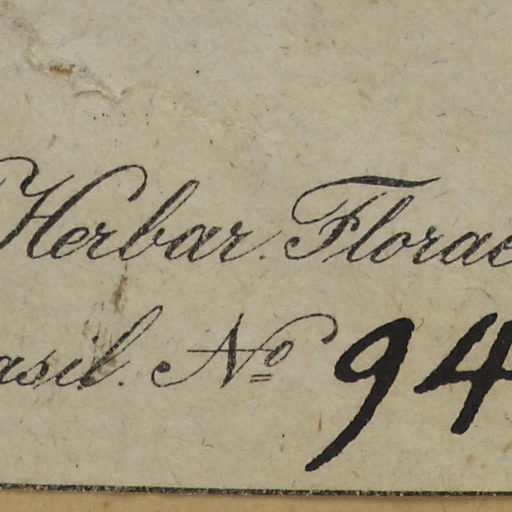 Herbar. Florae
asil. Nº 94